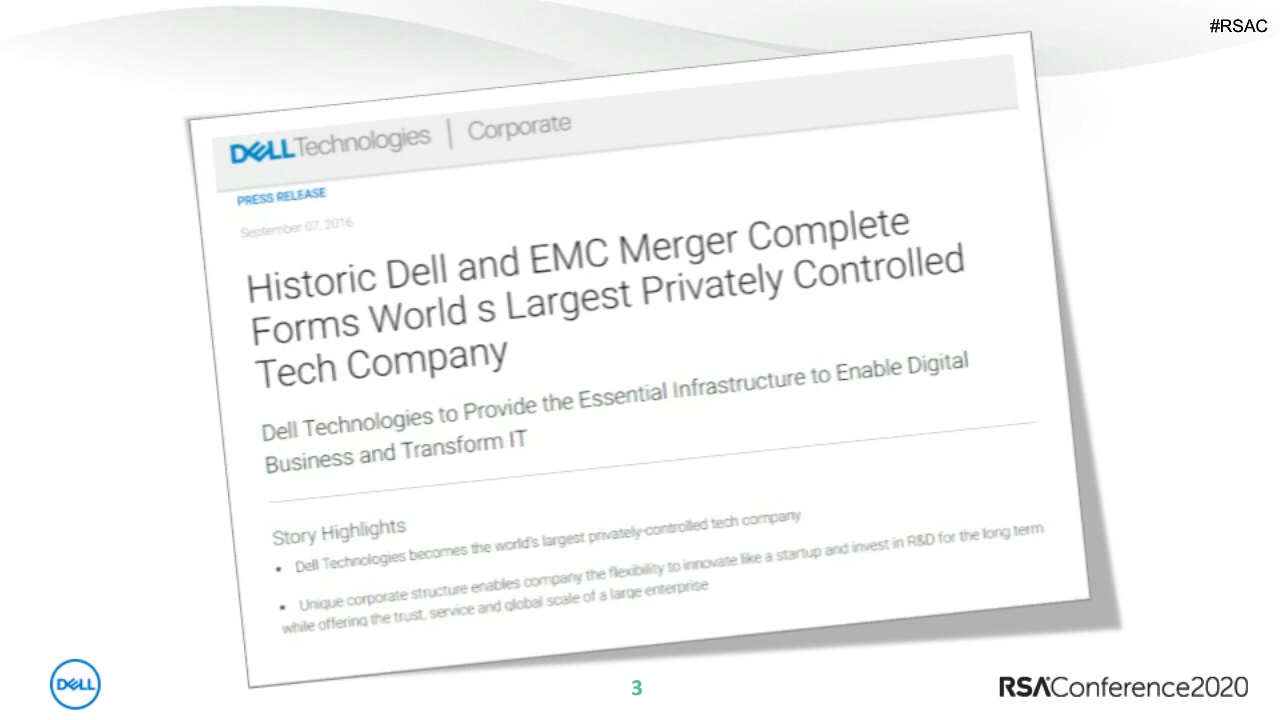 #RSAC
DELL Technologies | Corporate
PRESS RELEASE
September 07, 2016
Historic Dell and EMC Merger Complete
Forms World s Largest Privately Controlled
Tech Company
Dell Technologies to Provide the Essential Infrastructure to Enable Digital
Business and Transform IT
Story Highlights
• Dell Technologies becomes the world's largest privately-controlled tech company
• Unique corporate structure enables company the flexibility to innovate like a startup and invest in R&D for the long term
while offering the trust, service and global scale of a large enterprise
DELL
3
RSAConference2020